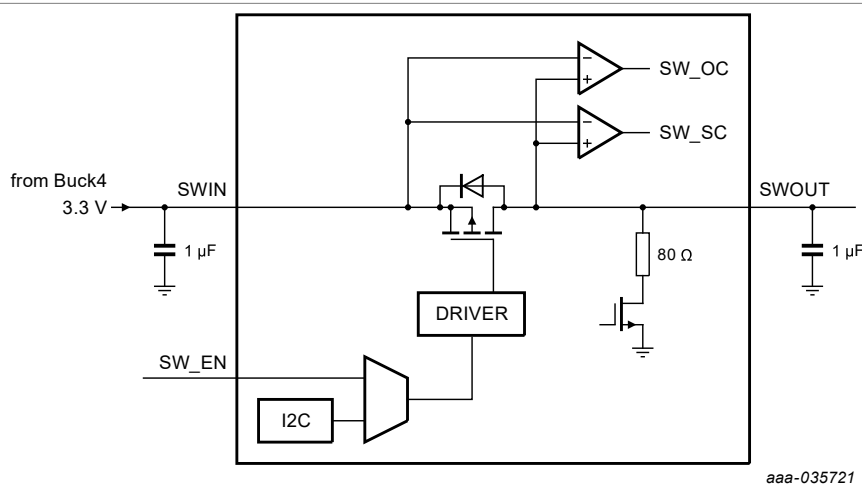 SW_OC
SW_SC
from Buck4
3.3 V
SWIN
SWOUT
1 µF
80 Ω
1 µF
DRIVER
SW_EN
I2C
aaa-035721